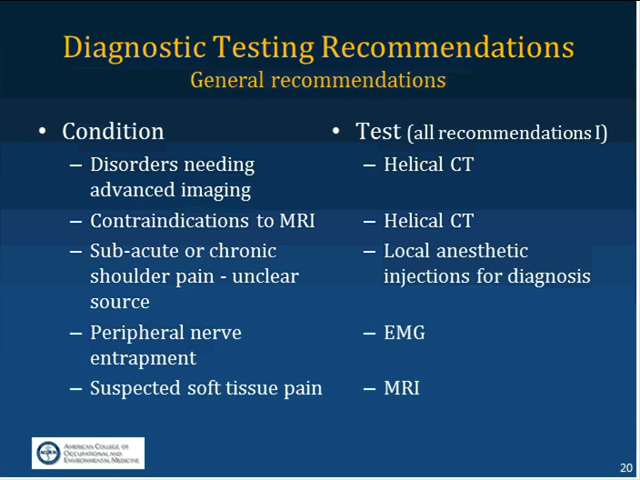 Diagnostic Testing Recommendations
General recommendations
• Condition
– Disorders needing
advanced imaging
– Contraindications to MRI
– Sub-acute or chronic
shoulder pain - unclear
source
– Peripheral nerve
entrapment
– Suspected soft tissue pain
• Test (all recommendations I)
– Helical CT
– Helical CT
– Local anesthetic
injections for diagnosis
– EMG
– MRI
American College of
Occupational and
Environmental Medicine
20